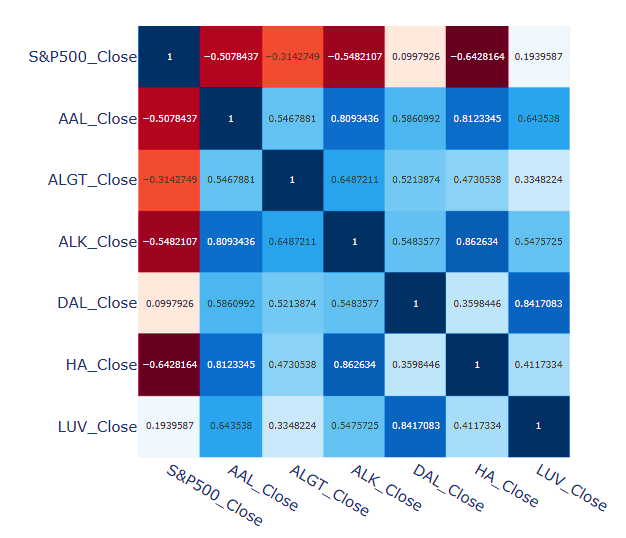 S&P500_Close 1 −0.5078437 −0.3142749 −0.5482107 0.0997926 −0.6428164 0.1939587
AAL_Close −0.5078437 1 0.5467881 0.8093436 0.5860992 0.8123345 0.643538
ALGT_Close −0.3142749 0.5467881 1 0.6487211 0.5213874 0.4730538 0.3348224
ALK_Close −0.5482107 0.8093436 0.6487211 1 0.5483577 0.862634 0.5475725
DAL_Close 0.0997926 0.5860992 0.5213874 0.5483577 1 0.3598446 0.8417083
HA_Close −0.6428164 0.8123345 0.4730538 0.862634 0.3598446 1 0.4117334
LUV_Close 0.1939587 0.643538 0.3348224 0.5475725 0.8417083 0.4117334 1
S&P500_Close AAL_Close ALGT_Close ALK_Close DAL_Close HA_Close LUV_Close